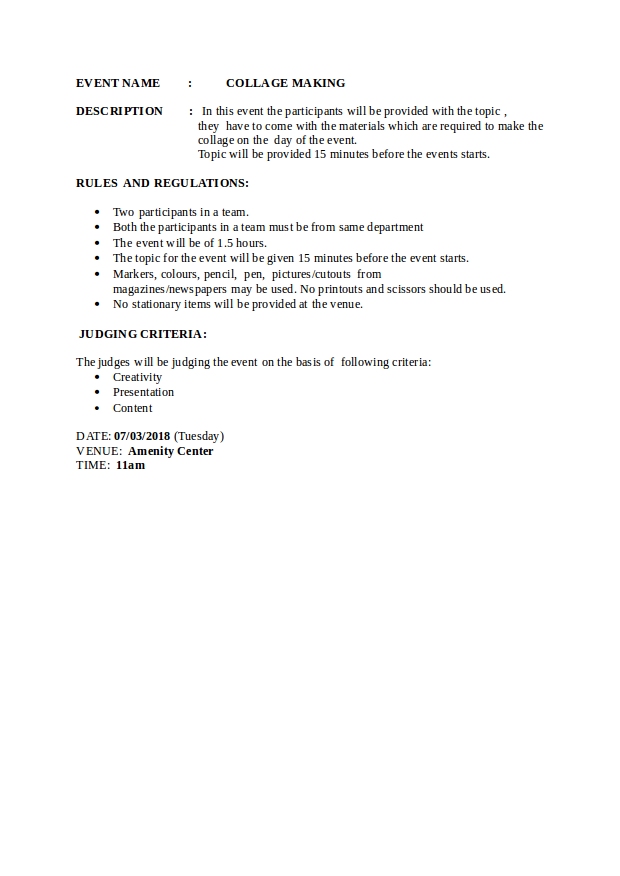 EVENT NAME : COLLAGE MAKING
DESCRIPTION : In this event the participants will be provided with the topic ,
they have to come with the materials which are required to make the
collage on the day of the event.
Topic will be provided 15 minutes before the events starts.
RULES AND REGULATIONS:
• Two participants in a team.
• Both the participants in a team must be from same department
• The event will be of 1.5 hours.
• The topic for the event will be given 15 minutes before the event starts.
• Markers, colours, pencil, pen, pictures/cutouts from
magazines/newspapers may be used. No printouts and scissors should be used.
• No stationary items will be provided at the venue.
JUDGING CRITERIA:
The judges will be judging the event on the basis of following criteria:
• Creativity
• Presentation
• Content
DATE: 07/03/2018 (Tuesday)
VENUE: Amenity Center
TIME: 11am